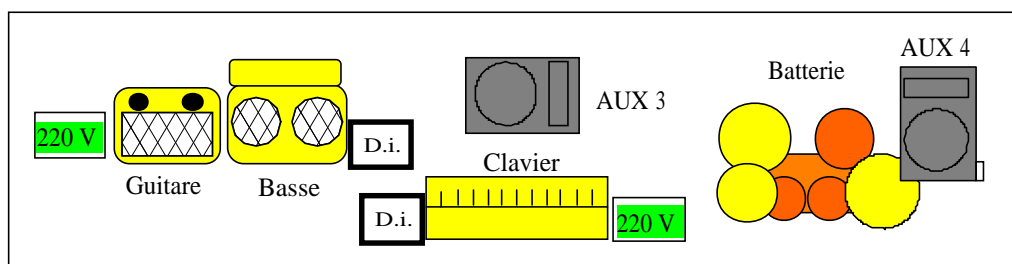 AUX 4
Batterie
AUX 3
220 V
D.i.
Clavier
Guitare
Basse
D.i.
220 V